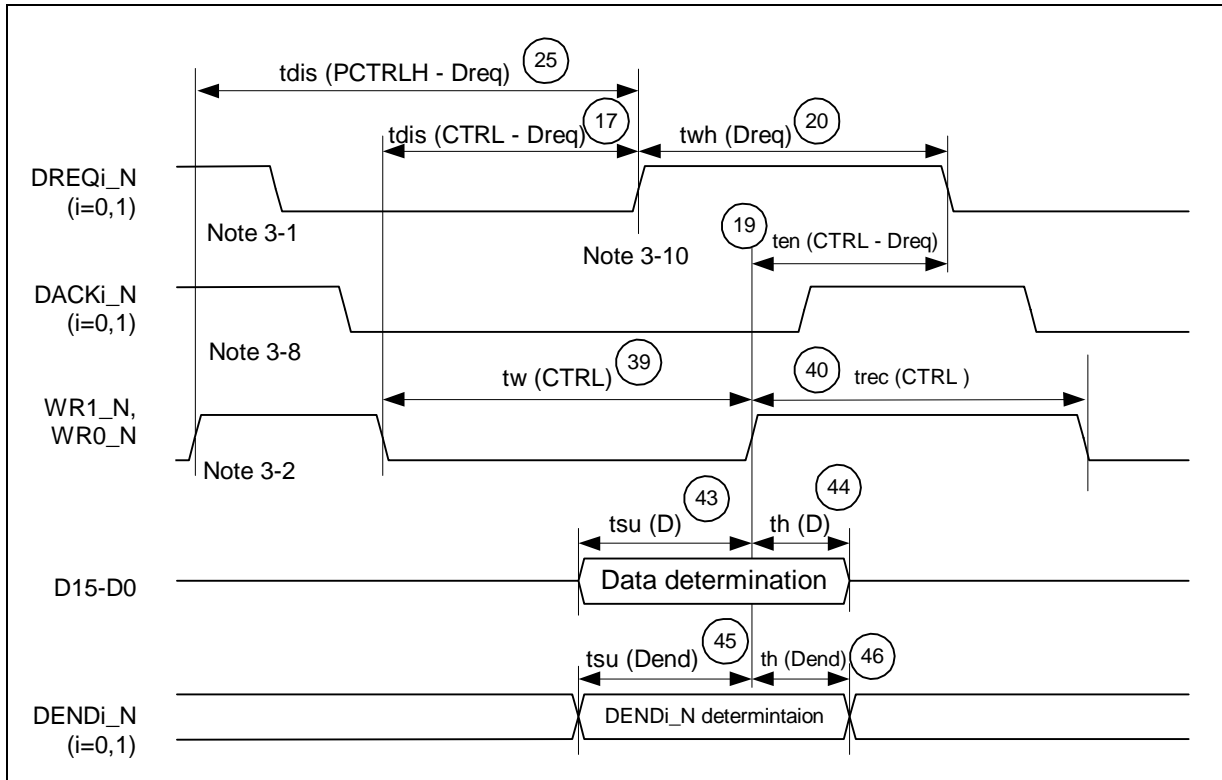 tdis (PCTRLH - Dreq) 25
tdis (CTRL - Dreq) 17
twh (Dreq) 20
DREQi_N
(i=0,1)
Note 3-1
Note 3-10
19
ten (CTRL - Dreq)
DACKi_N
(i=0,1)
Note 3-8
tw (CTRL) 39
40 trec (CTRL )
WR1_N,
WR0_N
Note 3-2
tsu (D) 43
th (D) 44
D15-D0
Data determination
tsu (Dend) 45
th (Dend) 46
DENDi_N
(i=0,1)
DENDi_N determintaion